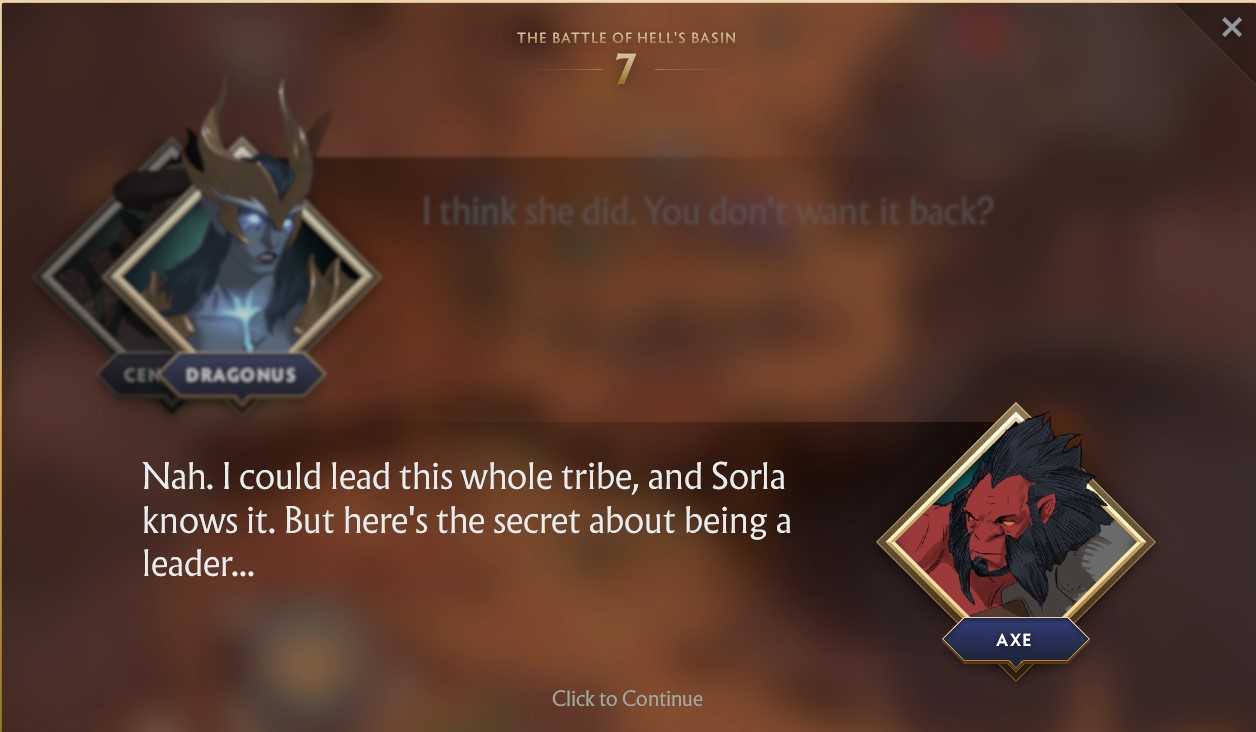 THE BATTLE OF HELL'S BASIN
7
I think she did. You don't want it back?
CEN
DRAGONUS
Nah. I could lead this whole tribe, and Sorla
knows it. But here's the secret about being a
leader...
AXE
Click to Continue